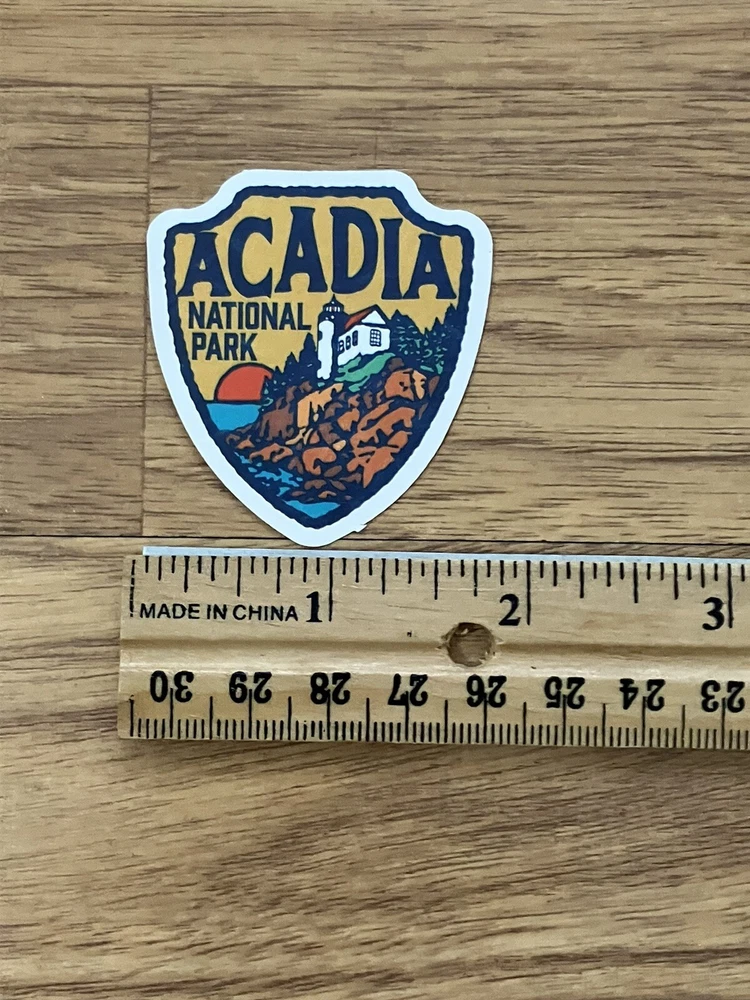 ACADIA
NATIONAL
PARK
MADE IN CHINA 1 2 3
30 29 28 27 26 25 24 23